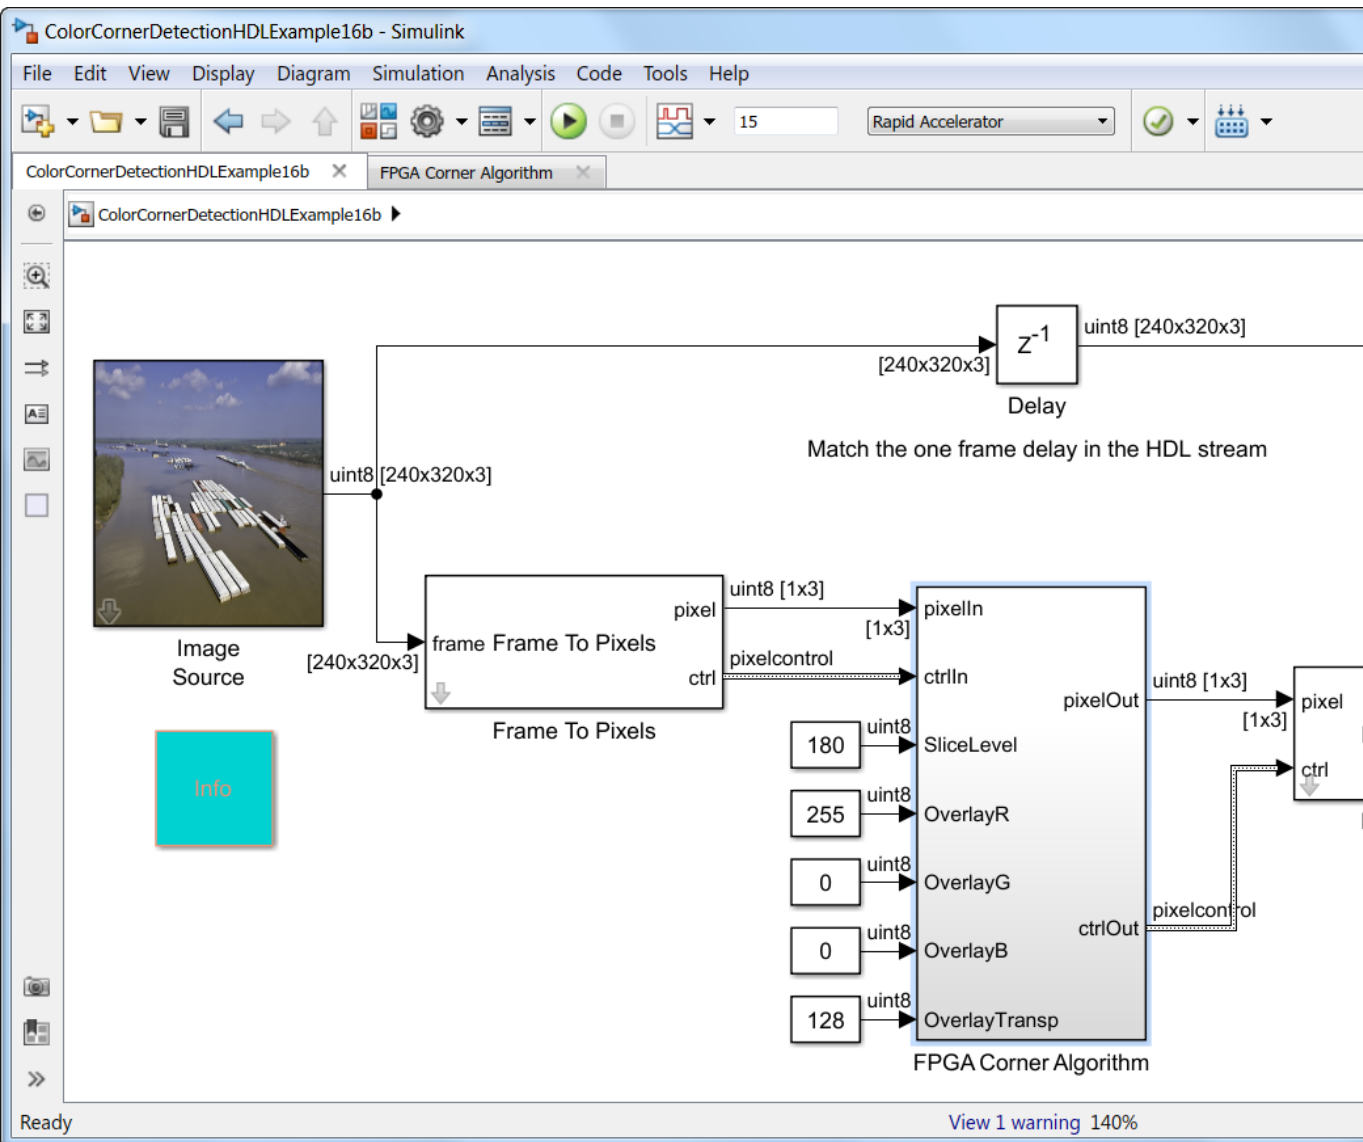 ColorCornerDetectionHDLExample16b - Simulink
File Edit View Display Diagram Simulation Analysis Code Tools Help
15
Rapid Accelerator
ColorCornerDetectionHDLExample16b
FPGA Corner Algorithm
ColorCornerDetectionHDLExample16b
z-1
uint8 [240x320x3]
[240x320x3]
Delay
Match the one frame delay in the HDL stream
uint8 [240x320x3]
Image
Source
[240x320x3]
frame
Frame To Pixels
pixel
ctrl
Frame To Pixels
uint8 [1x3]
[1x3]
pixelcontrol
Info
180
uint8
255
uint8
0
uint8
0
uint8
128
uint8
pixelIn
ctrlIn
SliceLevel
OverlayR
OverlayG
OverlayB
OverlayTransp
pixelOut
ctrlOut
FPGA Corner Algorithm
uint8 [1x3]
[1x3]
pixelcontrol
pixel
ctrl
Ready
View 1 warning 140%